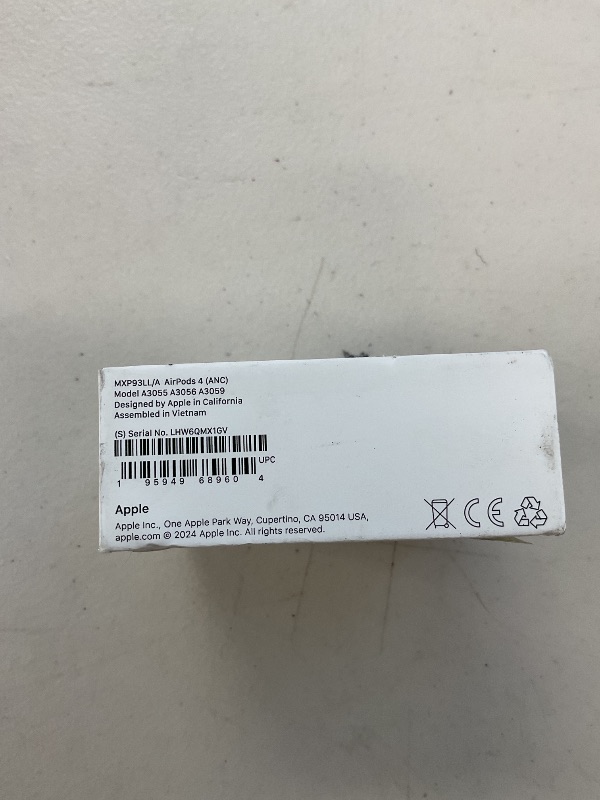 MXP93LL/A AirPods 4 (ANC)
Model A3055 A3056 A3059
Designed by Apple in California
Assembled in Vietnam
(S) Serial No. LHW6QMX1GV
UPC
1 95949 68960 4
Apple
Apple Inc., One Apple Park Way, Cupertino, CA 95014 USA,
apple.com © 2024 Apple Inc. All rights reserved.
CE